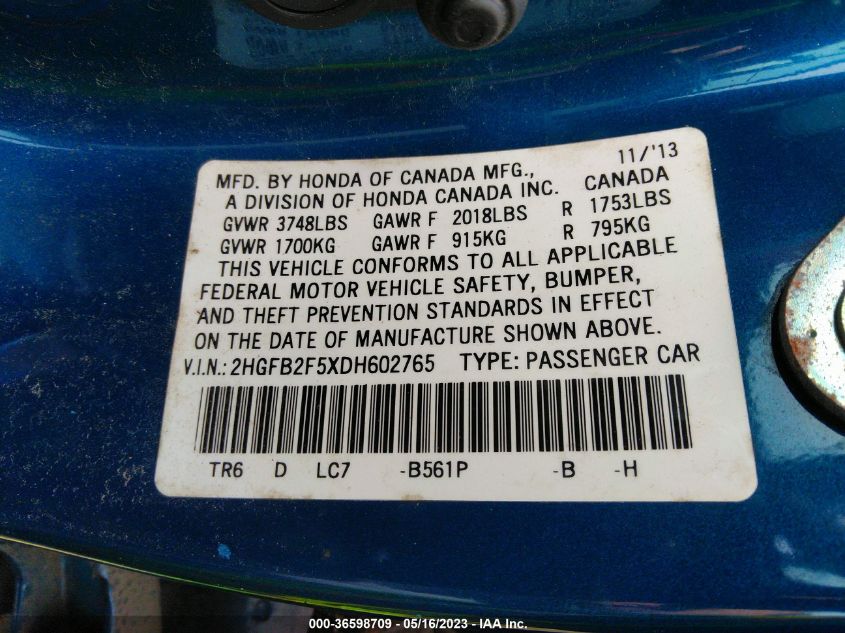 11/'13
MFD. BY HONDA OF CANADA MFG., CANADA
A DIVISION OF HONDA CANADA INC.
GVWR 3748LBS GAWR F 2018LBS R 1753LBS
GVWR 1700KG GAWR F 915KG R 795KG
THIS VEHICLE CONFORMS TO ALL APPLICABLE
FEDERAL MOTOR VEHICLE SAFETY, BUMPER,
AND THEFT PREVENTION STANDARDS IN EFFECT
ON THE DATE OF MANUFACTURE SHOWN ABOVE.
V.I.N.: 2HGFB2F5XDH602765 TYPE: PASSENGER CAR
TR6 D LC7 -B561P -B -H
000-36598709 - 05/16/2023 - IAA Inc.